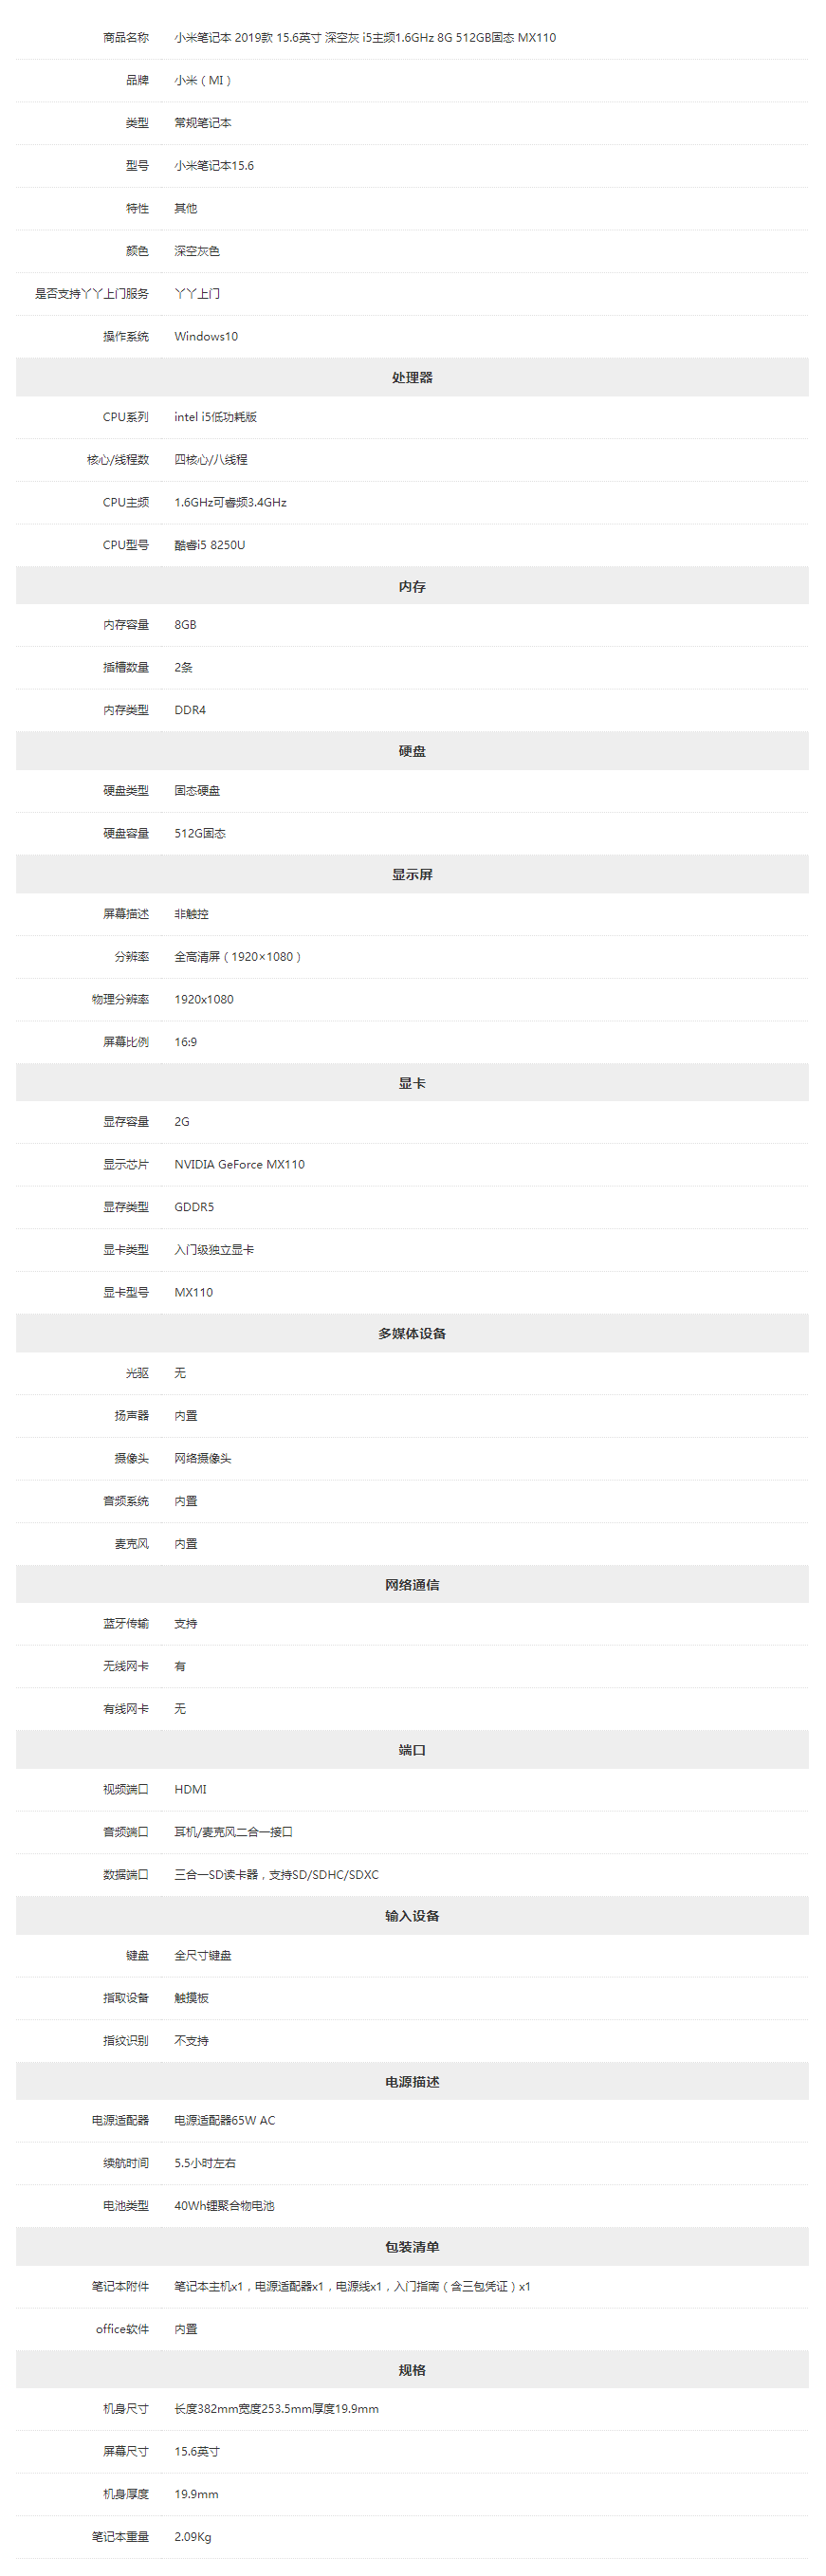 商品名称 小米笔记本 2019款 15.6英寸 深空灰 i5主频1.6GHz 8G 512GB固态 MX110
品牌 小米（MI）
类型 常规笔记本
型号 小米笔记本15.6
特性 其他
颜色 深空灰色
是否支持丫丫上门服务 丫丫上门
操作系统 Windows10
处理器
CPU系列 intel i5低功耗版
核心/线程数 四核心/八线程
CPU主频 1.6GHz可睿频3.4GHz
CPU型号 酷睿i5 8250U
内存
内存容量 8GB
插槽数量 2条
内存类型 DDR4
硬盘
硬盘类型 固态硬盘
硬盘容量 512G固态
显示屏
屏幕描述 非触控
分辨率 全高清屏（1920×1080）
物理分辨率 1920x1080
屏幕比例 16:9
显卡
显存容量 2G
显示芯片 NVIDIA GeForce MX110
显存类型 GDDR5
显卡类型 入门级独立显卡
显卡型号 MX110
多媒体设备
光驱 无
扬声器 内置
摄像头 网络摄像头
音频系统 内置
麦克风 内置
网络通信
蓝牙传输 支持
无线网卡 有
有线网卡 无
端口
视频端口 HDMI
音频端口 耳机/麦克风二合一接口
数据端口 三合一SD读卡器，支持SD/SDHC/SDXC
输入设备
键盘 全尺寸键盘
指取设备 触摸板
指纹识别 不支持
电源描述
电源适配器 电源适配器65W AC
续航时间 5.5小时左右
电池类型 40Wh锂聚合物电池
包装清单
笔记本附件 笔记本主机x1，电源适配器x1，电源线x1，入门指南（含三包凭证）x1
office软件 内置
规格
机身尺寸 长度382mm宽度253.5mm厚度19.9mm
屏幕尺寸 15.6英寸
机身厚度 19.9mm
笔记本重量 2.09Kg